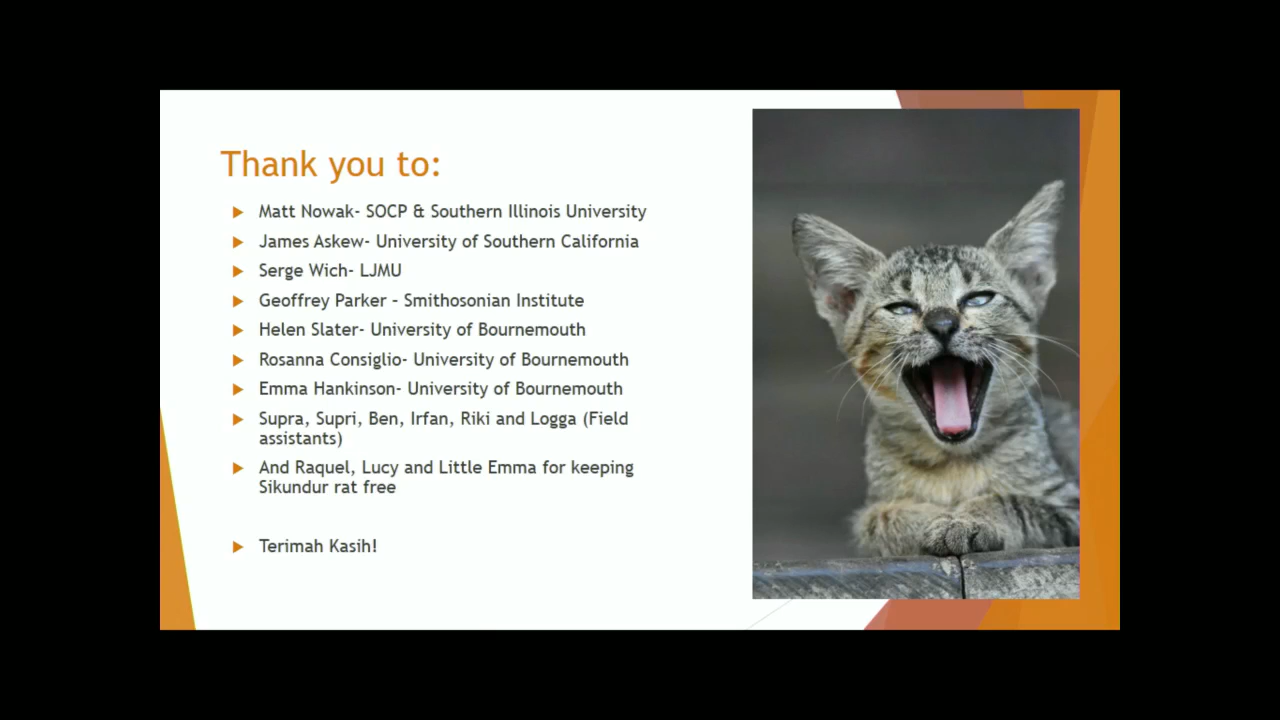 Thank you to:
Matt Nowak- SOCP & Southern Illinois University
James Askew- University of Southern California
Serge Wich- LJMU
Geoffrey Parker – Smithosonian Institute
Helen Slater- University of Bournemouth
Rosanna Consiglio- University of Bournemouth
Emma Hankinson- University of Bournemouth
Supra, Supri, Ben, Irfan, Riki and Logga (Field
assistants)
And Raquel, Lucy and Little Emma for keeping
Sikundur rat free
Terimah Kasih!